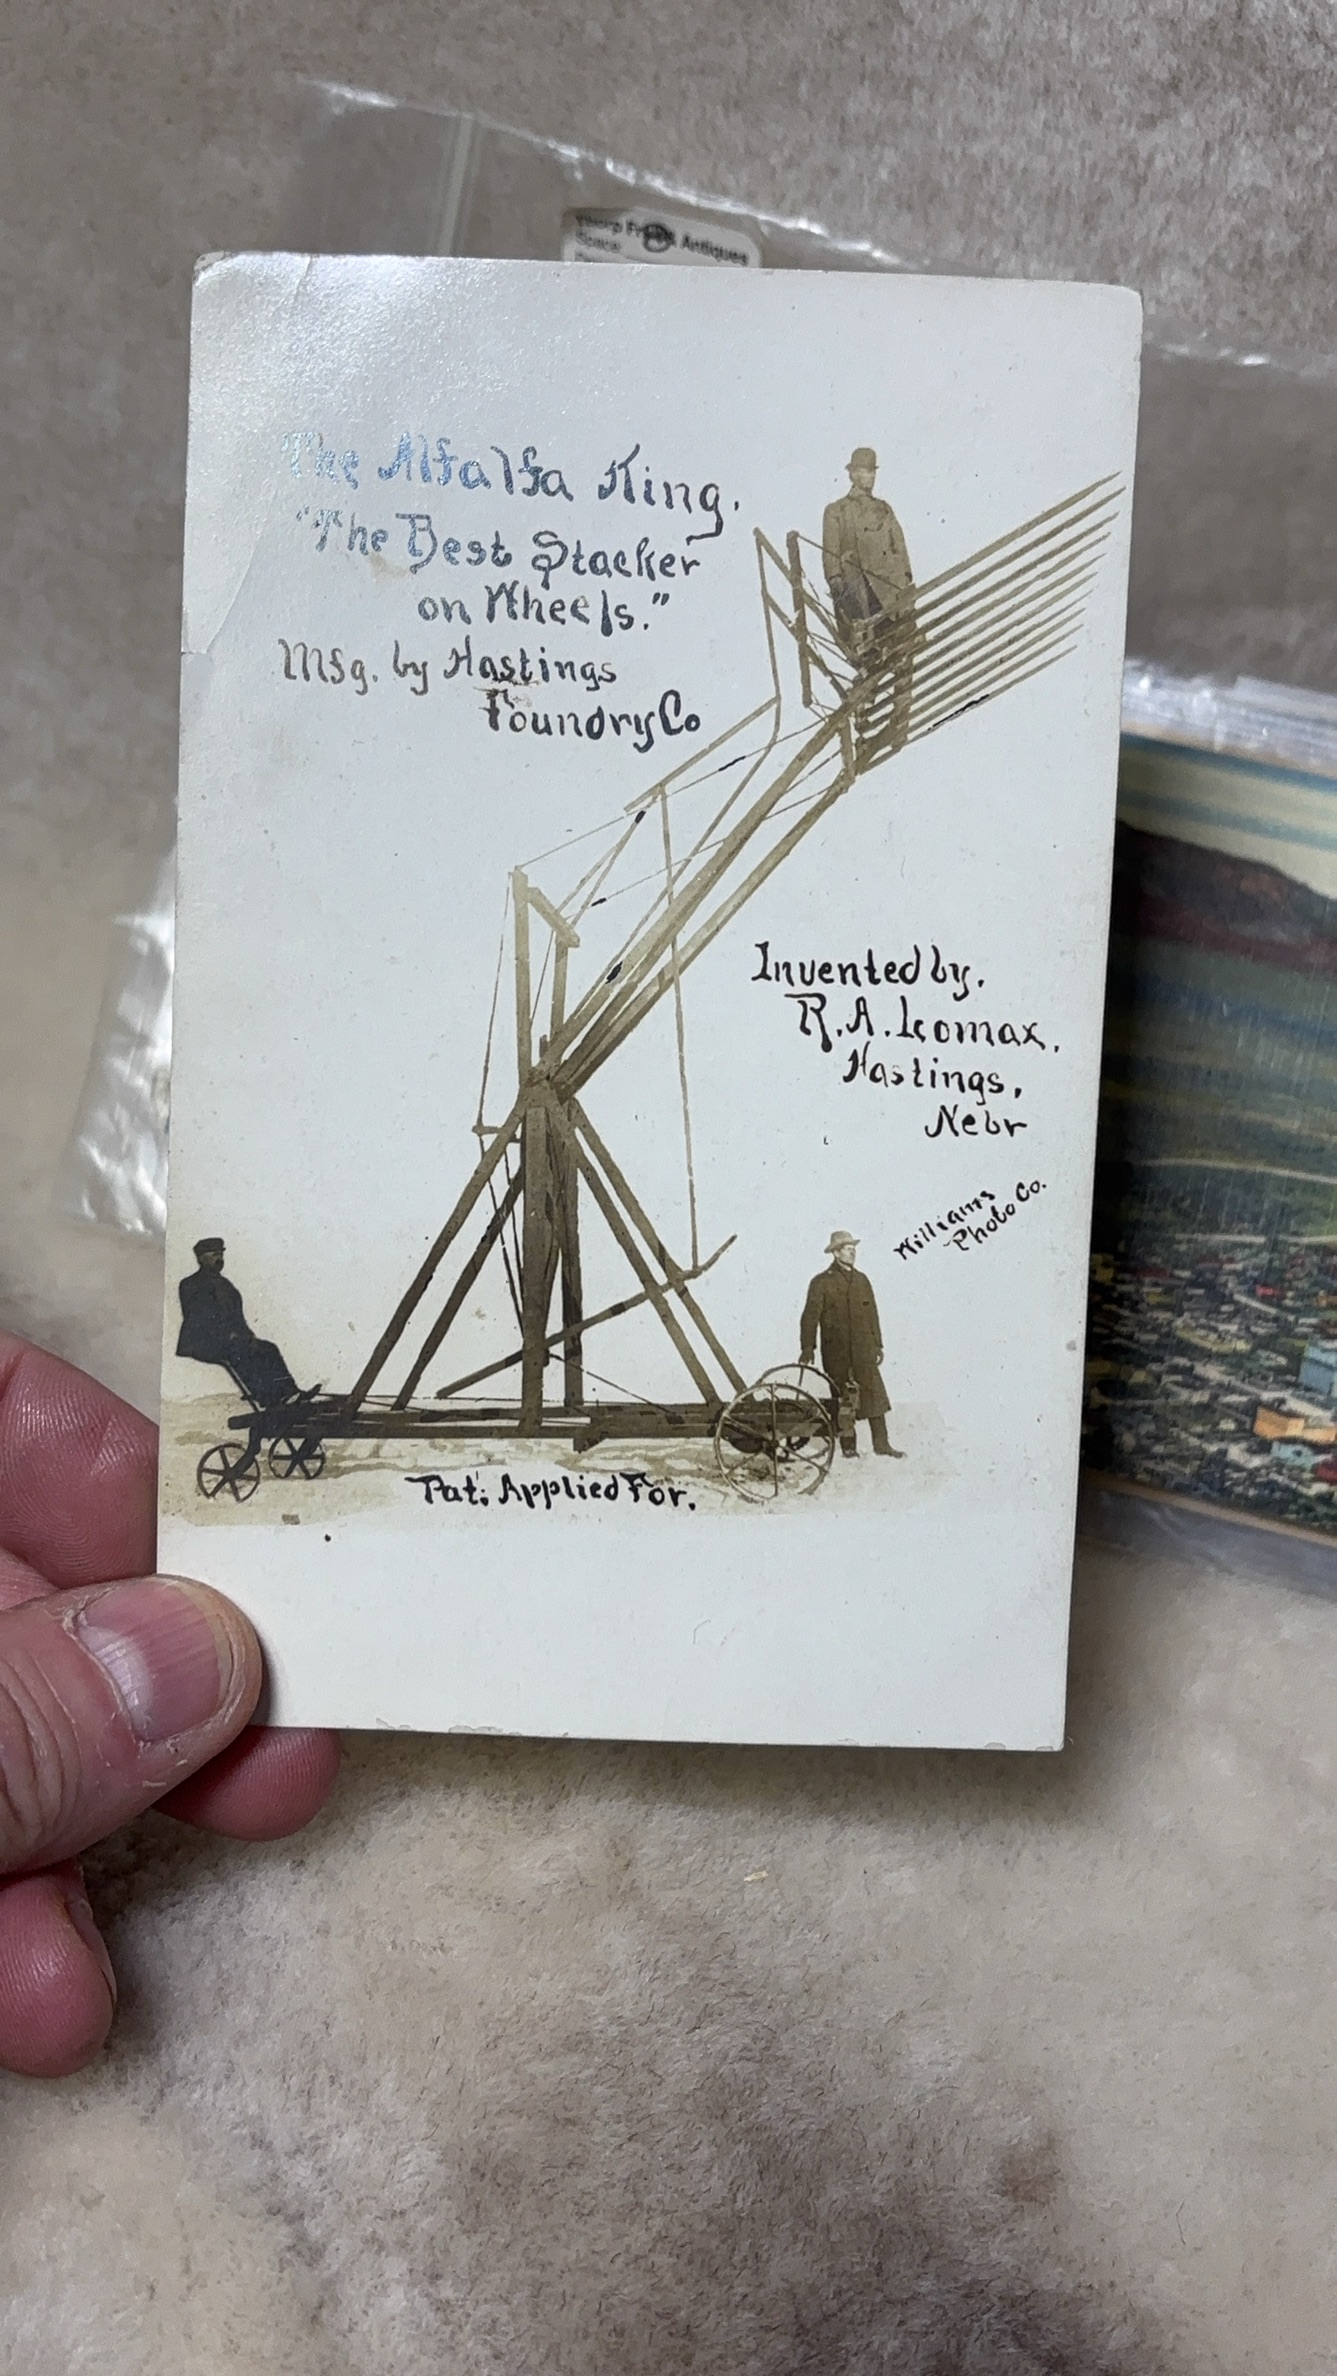 Antiques
Space
The Alfalfa King.
"The Best Stacker
on Wheels."
Mfg. by Hastings
Foundry Co
Invented by.
R. A. Lomax.
Hastings.
Nebr
Williams
Photo Co.
Pat. Applied For.